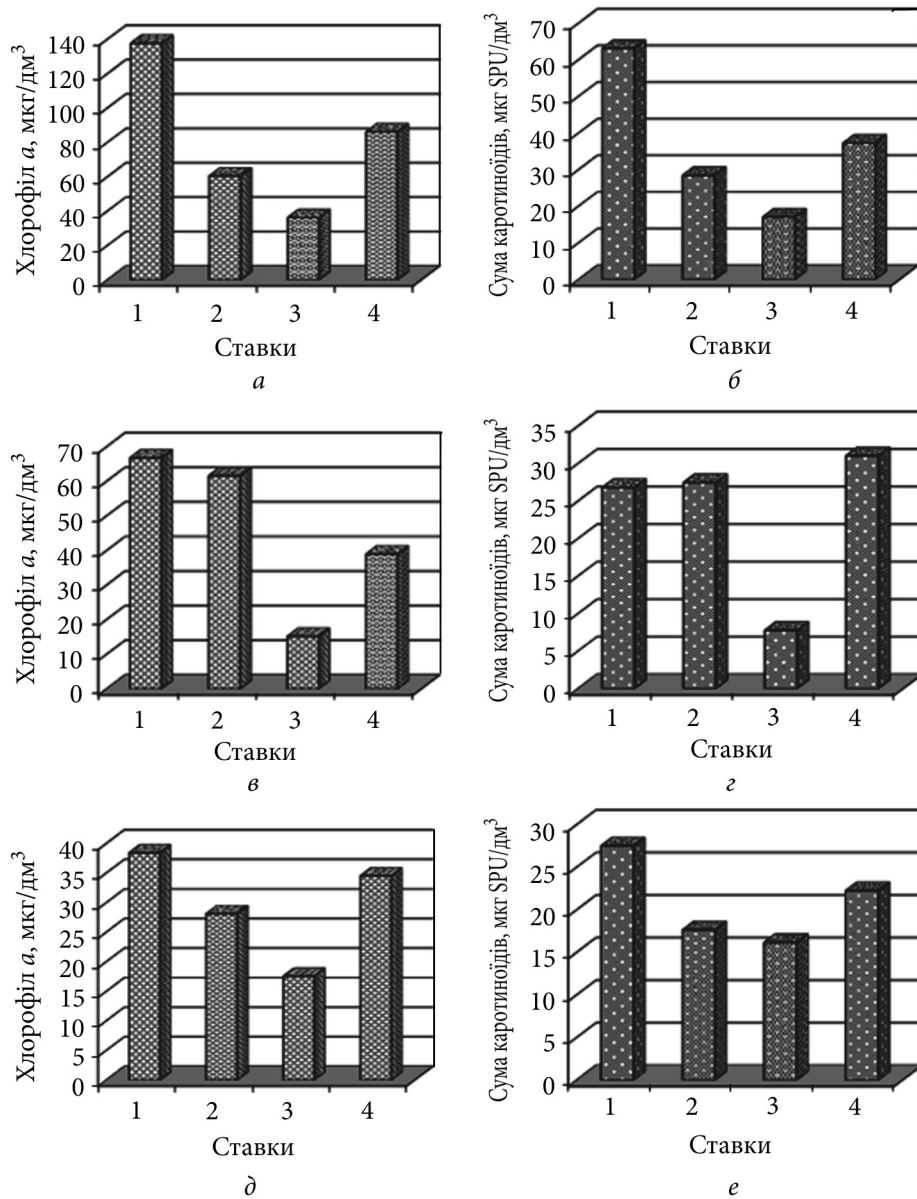 Хлорофіл а, мкг/дм³
140
120
100
80
60
40
20
0
1 2 3 4
Ставки
а
Сума каротиноїдів, мкг SPU/дм³
70
60
50
40
30
20
10
0
1 2 3 4
Ставки
б
Хлорофіл а, мкг/дм³
70
60
50
40
30
20
10
0
1 2 3 4
Ставки
в
Сума каротиноїдів, мкг SPU/дм³
35
30
25
20
15
10
5
0
1 2 3 4
Ставки
г
Хлорофіл а, мкг/дм³
40
35
30
25
20
15
10
5
0
1 2 3 4
Ставки
д
Сума каротиноїдів, мкг SPU/дм³
30
25
20
15
10
5
0
1 2 3 4
Ставки
е